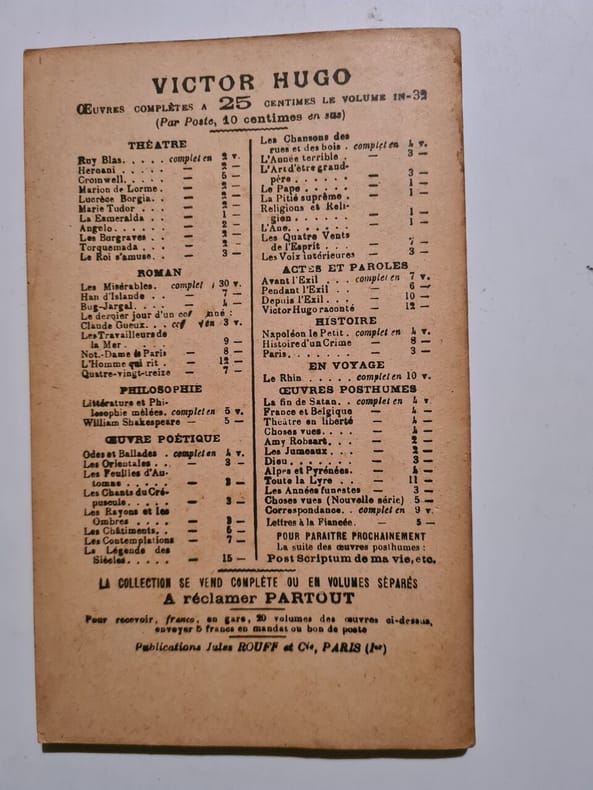 VICTOR HUGO
ŒUVRES COMPLÈTES A 25 CENTIMES LE VOLUME IN-32
(Par Poste, 10 centimes en sus)
THÉATRE
Ruy Blas. . . . . complet en 2 v.
Hernani . . . . . — 2 —
Cromwell. . . . . — 5 —
Marion de Lorme. — 2 —
Lucrèce Borgia. . — 2 —
Marie Tudor . . . — 2 —
La Esmeralda . . — 1 —
Angelo. . . . . . — 2 —
Les Burgraves . . — 2 —
Torquemada . . . — 2 —
Le Roi s'amuse. . — 3 —
ROMAN
Les Misérables. complet 30 v.
Han d'Islande . . — 7 —
Bug-Jargal. . . . — 4 —
Le dernier jour d'un :
Claude Gueux. . . en 3 v.
Les Travailleurs de
la Mer. . . . . — 9 —
Not.-Dame de Paris — 8 —
L'Homme qui rit . — 12 —
Quatre-vingt-treize — 7 —
PHILOSOPHIE
Littérature et Phi-
losophie mêlées. complet en 5 v.
William Shakespeare — 5 —
ŒUVRE POÉTIQUE
Odes et Ballades . complet en 4 v.
Les Orientales . . — 3 —
Les Feuilles d'Au-
tomne . . . . . —
Les Chants du Cré-
puscule. . . . . — 3 —
Les Rayons et les
Ombres . . . . —
Les Châtiments. . —
Les Contemplations — 7 —
La Légende des
Siècles. . . . . — 15 —
Les Chansons des
rues et des bois . complet en 4 v.
L'Année terrible . — 3 —
L'Art d'être grand-
père . . . . . . — 3 —
Le Pape . . . . . — 1 —
La Pitié suprême . — 1 —
Religions et Reli-
gion . . . . . . — 1 —
L'Ane. . . . . . . — 1 —
Les Quatre Vents
de l'Esprit . . . — 7 —
Les Voix intérieures — 3 —
ACTES ET PAROLES
Avant l'Exil . . . complet en 7 v.
Pendant l'Exil . . — 6 —
Depuis l'Exil . . . — 10 —
Victor Hugo raconté — 12 —
HISTOIRE
Napoléon le Petit. complet en 4 v.
Histoire d'un Crime — 8 —
Paris. . . . . . . — 3 —
EN VOYAGE
Le Rhin . . . . . complet en 10 v.
ŒUVRES POSTHUMES
La fin de Satan. . complet en 4 v.
France et Belgique — 4 —
Théâtre en liberté — 4 —
Choses vues. . . . — 4 —
Amy Robsart. . . — 2 —
Les Jumeaux. . . — 2 —
Dieu. . . . . . . — 3 —
Alpes et Pyrénées. — 4 —
Toute la Lyre . . — 11 —
Les Années funestes — 3 —
Choses vues (Nouvelle série) 5 —
Correspondance. . complet en 9 v.
Lettres à la Fiancée. — 5 —
POUR PARAITRE PROCHAINEMENT
La suite des œuvres posthumes :
Post Scriptum de ma vie, etc.
LA COLLECTION SE VEND COMPLÈTE OU EN VOLUMES SÉPARÉS
A réclamer PARTOUT
Pour recevoir, franco, en gare, 20 volumes des œuvres ci-dessus,
envoyer 5 francs en mandat ou bon de poste
Publications Jules ROUFF et Cie, PARIS (Ier)